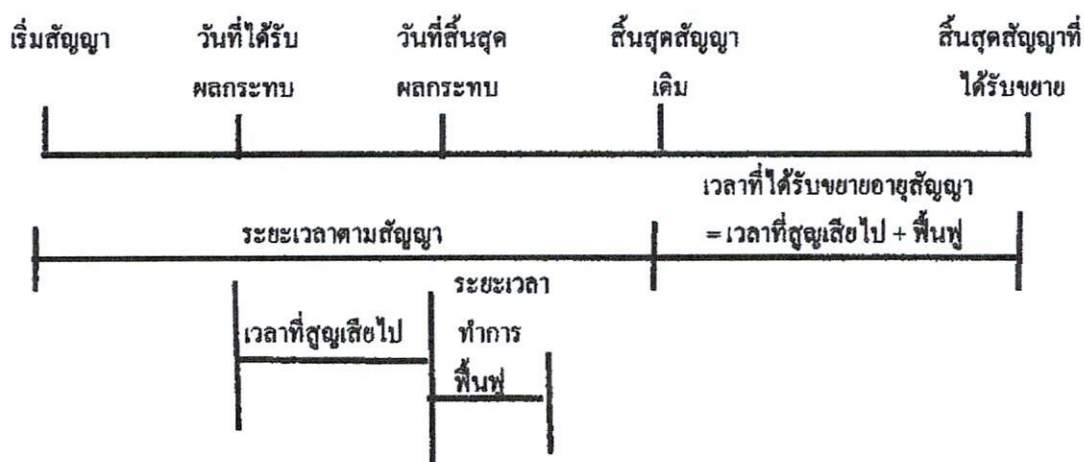 เริ่มสัญญา วันที่ได้รับ วันที่สิ้นสุด สิ้นสุดสัญญา สิ้นสุดสัญญาที่
ผลกระทบ ผลกระทบ เดิม ได้รับขยาย
เวลาที่ได้รับขยายอายุสัญญา
ระยะเวลาตามสัญญา = เวลาที่สูญเสียไป + ฟื้นฟู
ระยะเวลา
เวลาที่สูญเสียไป ทำการ
ฟื้นฟู